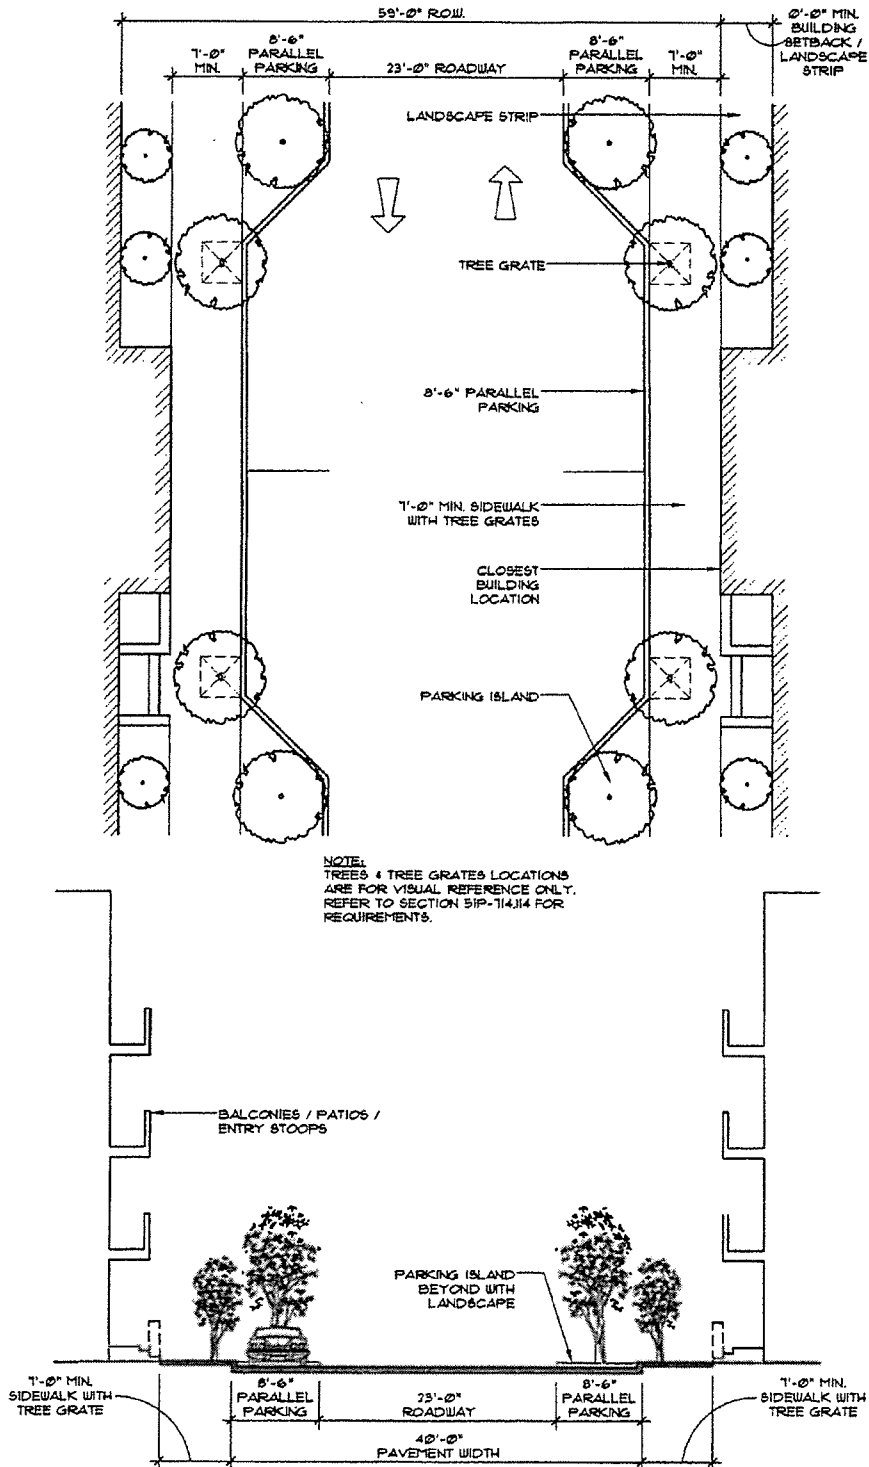 59'-0" R.O.W.
0'-0" MIN.
BUILDING
SETBACK /
LANDSCAPE
STRIP
7'-0"
MIN.
8'-6"
PARALLEL
PARKING
23'-0" ROADWAY
8'-6"
PARALLEL
PARKING
7'-0"
MIN.
LANDSCAPE STRIP
TREE GRATE
8'-6" PARALLEL
PARKING
7'-0" MIN. SIDEWALK
WITH TREE GRATES
CLOSEST
BUILDING
LOCATION
PARKING ISLAND
NOTE:
TREES & TREE GRATES LOCATIONS
ARE FOR VISUAL REFERENCE ONLY.
REFER TO SECTION 51P-714.114 FOR
REQUIREMENTS.
BALCONIES / PATIOS /
ENTRY STOOPS
PARKING ISLAND
BEYOND WITH
LANDSCAPE
7'-0" MIN.
SIDEWALK WITH
TREE GRATE
8'-6"
PARALLEL
PARKING
23'-0"
ROADWAY
8'-6"
PARALLEL
PARKING
7'-0" MIN.
SIDEWALK WITH
TREE GRATE
40'-0"
PAVEMENT WIDTH